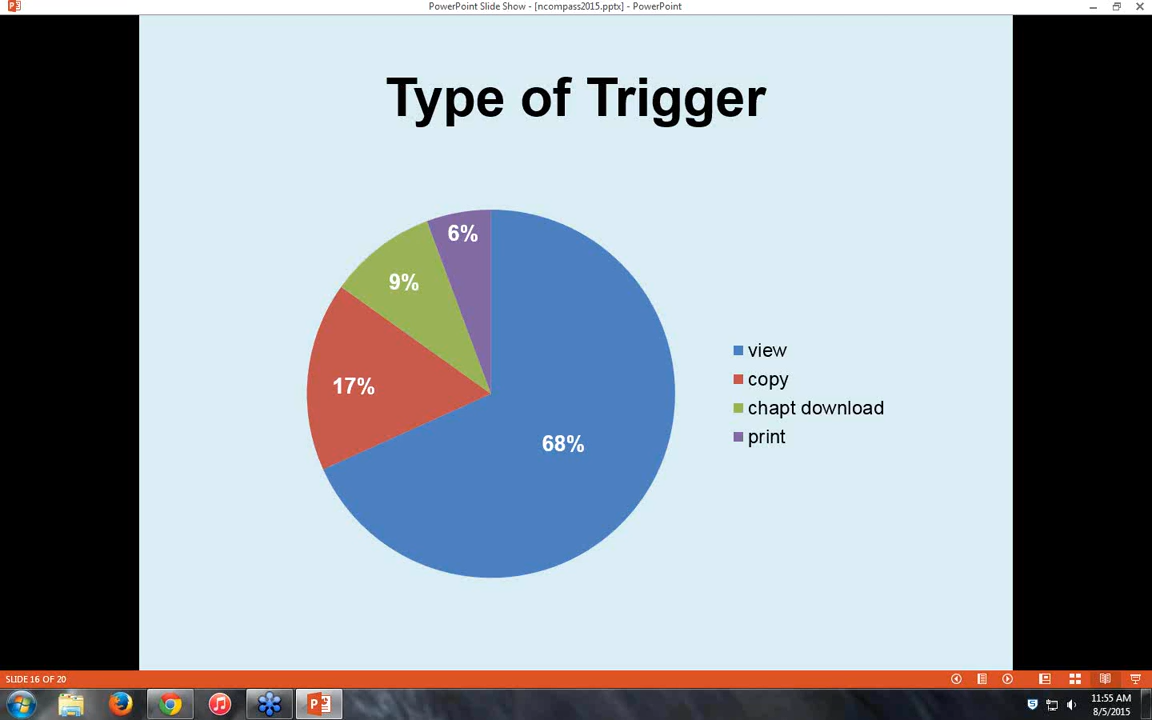 PowerPoint Slide Show - [ncompass2015.pptx] - PowerPoint
Type of Trigger
6%
9%
17%
68%
view
copy
chapt download
print
SLIDE 16 OF 20
11:55 AM
8/5/2015